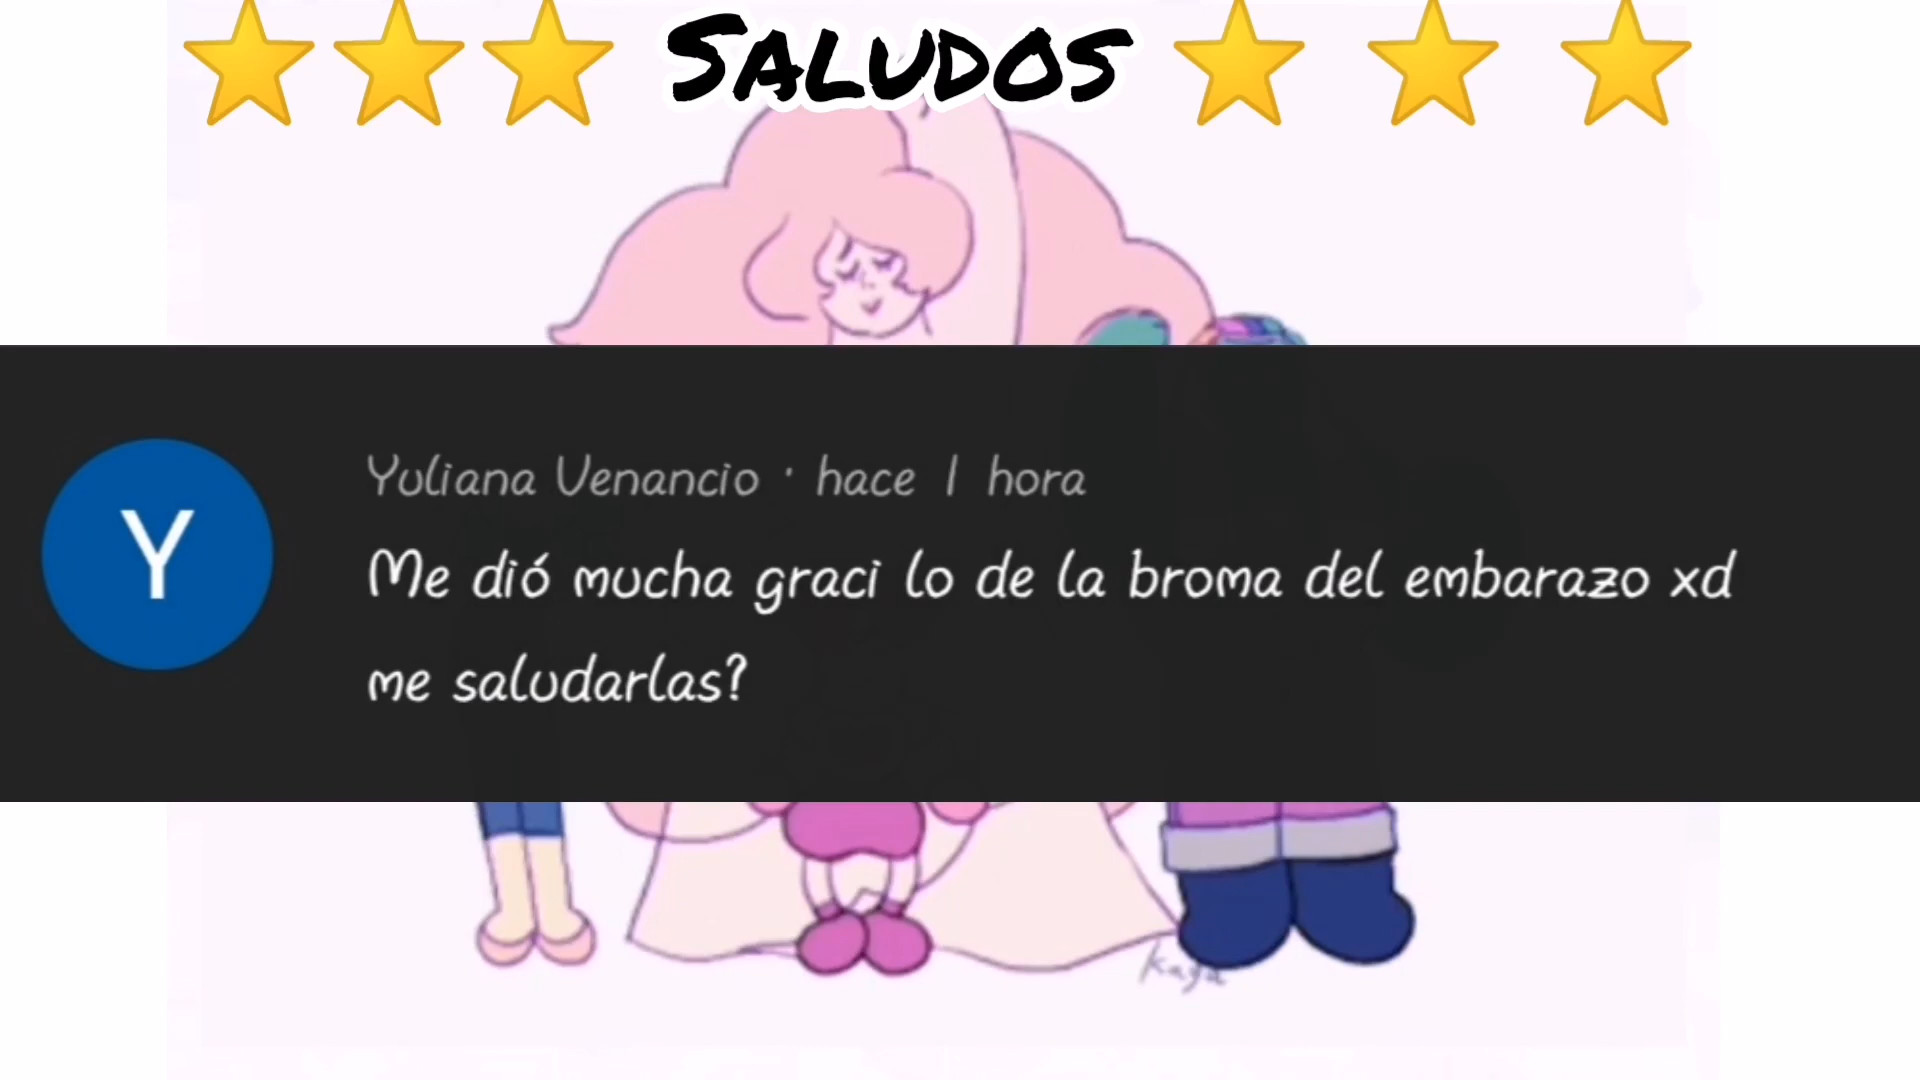 SALUDOS
Y
Yuliana Venancio · hace 1 hora
Me dió mucha graci lo de la broma del embarazo xd
me saludarlas?
kaya